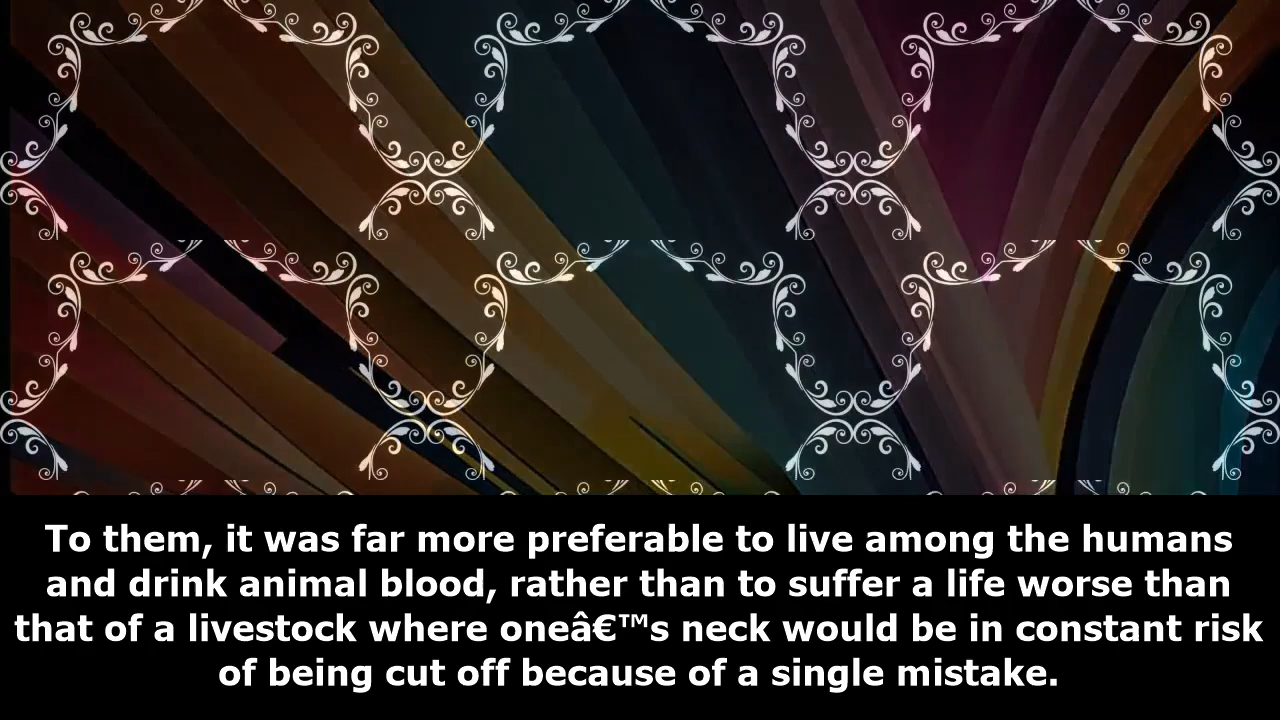 To them, it was far more preferable to live among the humans
and drink animal blood, rather than to suffer a life worse than
that of a livestock where oneâ€™s neck would be in constant risk
of being cut off because of a single mistake.